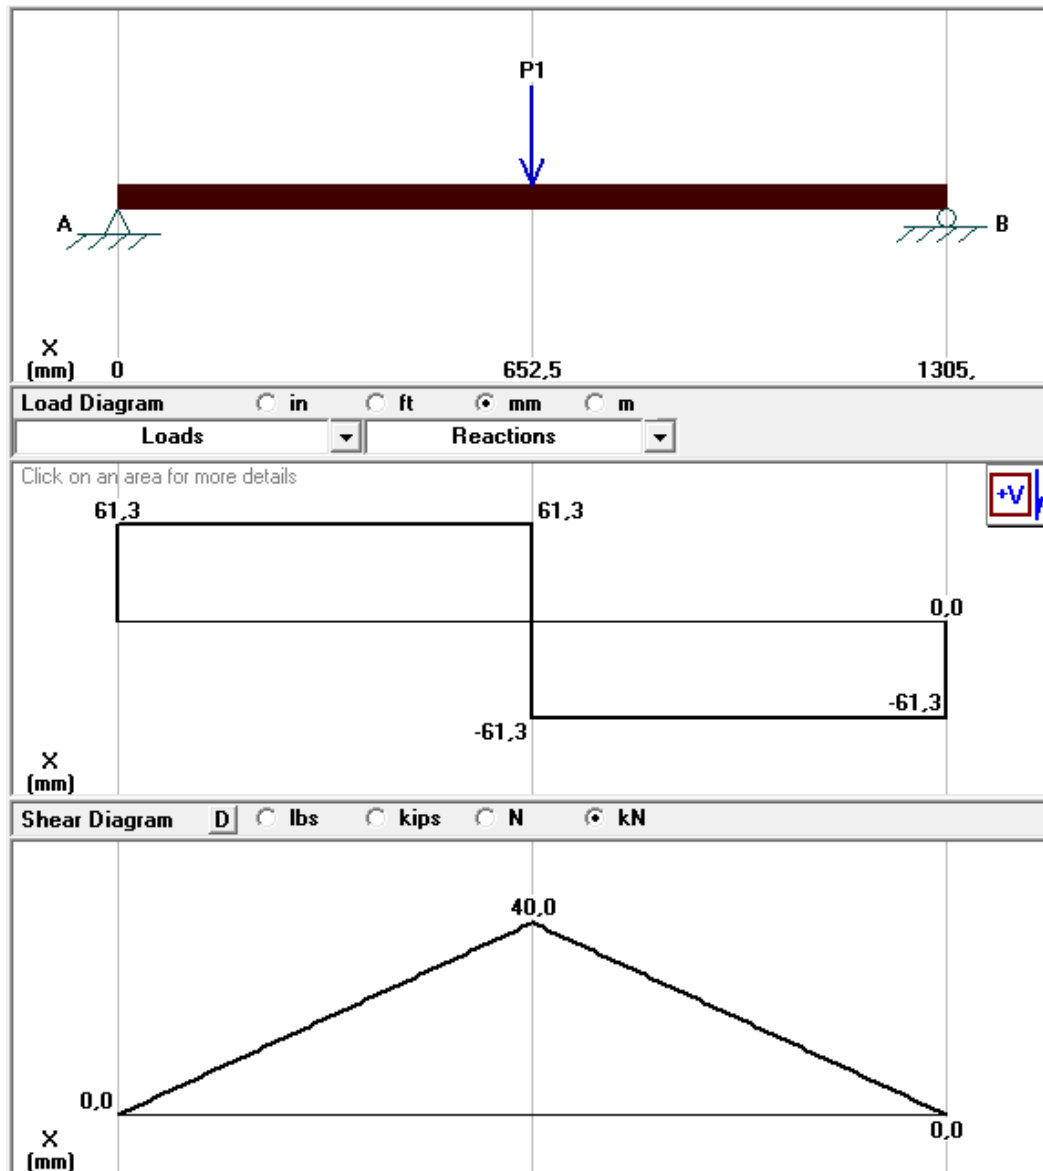 P1
A
B
X
(mm) 0 652,5 1305,
Load Diagram in ft mm m
Loads Reactions
Click on an area for more details
+V
61,3 61,3
0,0
-61,3
-61,3
X
(mm)
Shear Diagram D lbs kips N kN
40,0
0,0
0,0
X
(mm)